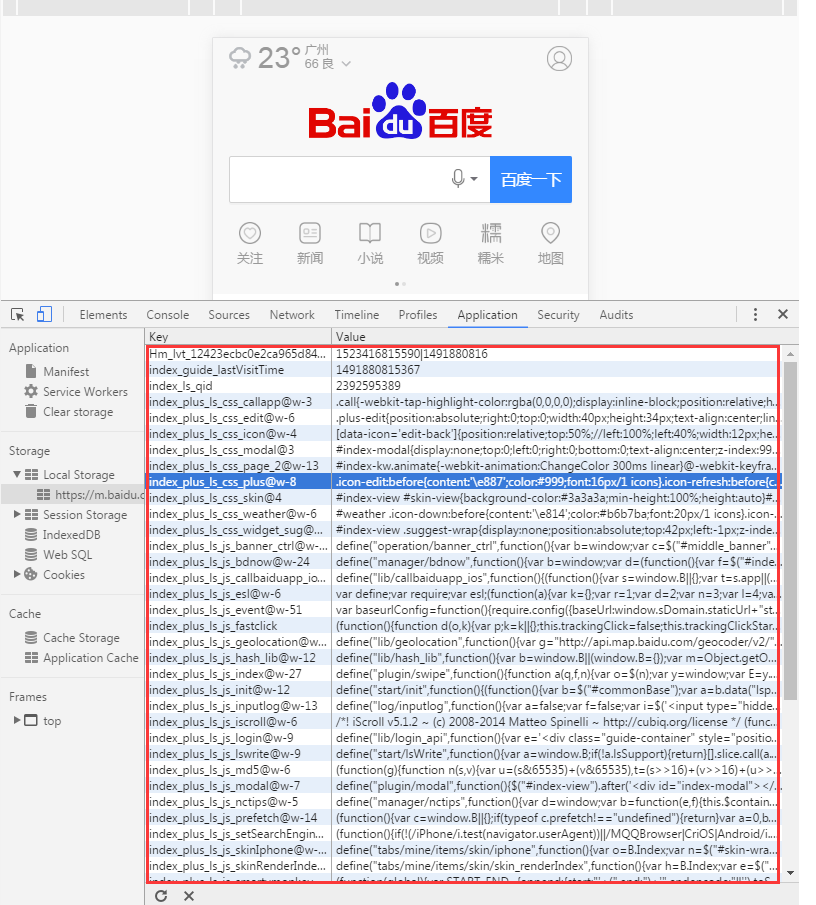 23° 广州
66 良
Bai du 百度
百度一下
关注 新闻 小说 视频 糯米 地图
Elements Console Sources Network Timeline Profiles Application Security Audits
Application
Manifest
Service Workers
Clear storage
Storage
Local Storage
https://m.baidu.c
Session Storage
IndexedDB
Web SQL
Cookies
Cache
Cache Storage
Application Cache
Frames
top
Key Value
Hm_lvt_12423ecbc0e2ca965d84... 1523416815590|1491880816
index_guide_lastVisitTime 1491880815367
index_ls_qid 2392595389
index_plus_ls_css_callapp@w-3 .call{-webkit-tap-highlight-color:rgba(0,0,0,0);display:inline-block;position:relative;h...
index_plus_ls_css_edit@w-6 .plus-edit{position:absolute;right:0;top:0;width:40px;height:34px;text-align:center;lin...
index_plus_ls_css_icon@w-4 [data-icon='edit-back']{position:relative;top:50%;//left:100%;left:40%;width:12px;he...
index_plus_ls_css_modal@3 #index-modal{display:none;top:0;left:0;right:0;bottom:0;text-align:center;z-index:99...
index_plus_ls_css_page_2@w-13 #index-kw.animate{-webkit-animation:ChangeColor 300ms linear}@-webkit-keyfra...
index_plus_ls_css_plus@w-8 .icon-edit:before{content:'\e887';color:#999;font:16px/1 icons}.icon-refresh:before{c...
index_plus_ls_css_skin@4 #index-view #skin-view{background-color:#3a3a3a;min-height:100%;height:auto}#...
index_plus_ls_css_weather@w-6 #weather .icon-down:before{content:'\e814';color:#b6b7ba;font:20px/1 icons}.icon-...
index_plus_ls_css_widget_sug@... #index-view .suggest-wrap{display:none;position:absolute;top:42px;left:-1px;z-inde...
index_plus_ls_js_banner_ctrl@w-... define("operation/banner_ctrl",function(){var b=window;var c=$("#middle_banner"...
index_plus_ls_js_bdnow@w-24 define("manager/bdnow",function(){var b=window;var d=(function(){var f=$("#inde...
index_plus_ls_js_callbaiduapp_io... define("lib/callbaiduapp_ios",function(){(function(){var s=window.B||{};var t=s.app||(...
index_plus_ls_js_esl@w-6 var define;var require;var esl;(function(a){var k={};var r=1;var d=2;var n=3;var l=4;va...
index_plus_ls_js_event@w-51 var baseurlConfig=function(){require.config({baseUrl:window.sDomain.staticUrl+"st...
index_plus_ls_js_fastclick (function(){function d(o,k){var p;k=k||{};this.trackingClick=false;this.trackingClickStar...
index_plus_ls_js_geolocation@w... define("lib/geolocation",function(){var g="http://api.map.baidu.com/geocoder/v2/"...
index_plus_ls_js_hash_lib@w-12 define("lib/hash_lib",function(){var b=window.B||(window.B={});var m=Object.getO...
index_plus_ls_js_index@w-27 define("plugin/swipe",function(){function a(q,f,n){var o=$(n);var y=window;var E=y...
index_plus_ls_js_init@w-12 define("start/init",function(){(function(){var b=$("#commonBase");var a=b.data("lsp...
index_plus_ls_js_inputlog@w-13 define("log/inputlog",function(){var a=false;var f=false;var i=$('<input type="hidde...
index_plus_ls_js_iscroll@w-6 /*! iScroll v5.1.2 ~ (c) 2008-2014 Matteo Spinelli ~ http://cubiq.org/license */ (func...
index_plus_ls_js_login@w-9 define("lib/login_api",function(){var e='<div class="guide-container" style="positio...
index_plus_ls_js_lswrite@w-9 define("start/lsWrite",function(){var a=window.B;if(!a.lsSupport){return}[].slice.call(a...
index_plus_ls_js_md5@w-6 (function(g){function n(s,v){var u=(s&65535)+(v&65535),t=(s>>16)+(v>>16)+(u>>...
index_plus_ls_js_modal@w-7 define("plugin/modal",function(){$("#index-view").after('<div id="index-modal"></...
index_plus_ls_js_nctips@w-5 define("manager/nctips",function(){var d=window;var b=function(e,f){this.$contain...
index_plus_ls_js_prefetch@w-14 (function(){var c=window.B||{};if(typeof c.prefetch!=="undefined"){return}var a=0,b...
index_plus_ls_js_setSearchEngin... (function(){if(!(/iPhone/i.test(navigator.userAgent))||/MQQBrowser|CriOS|Android/i...
index_plus_ls_js_skinIphone@w-... define("tabs/mine/items/skin/iphone",function(){var o=B.Index;var n=$("#skin-wra...
index_plus_ls_js_skinRenderInde... define("tabs/mine/items/skin/skin_renderIndex",function(){var h=B.Index;var e=$("...